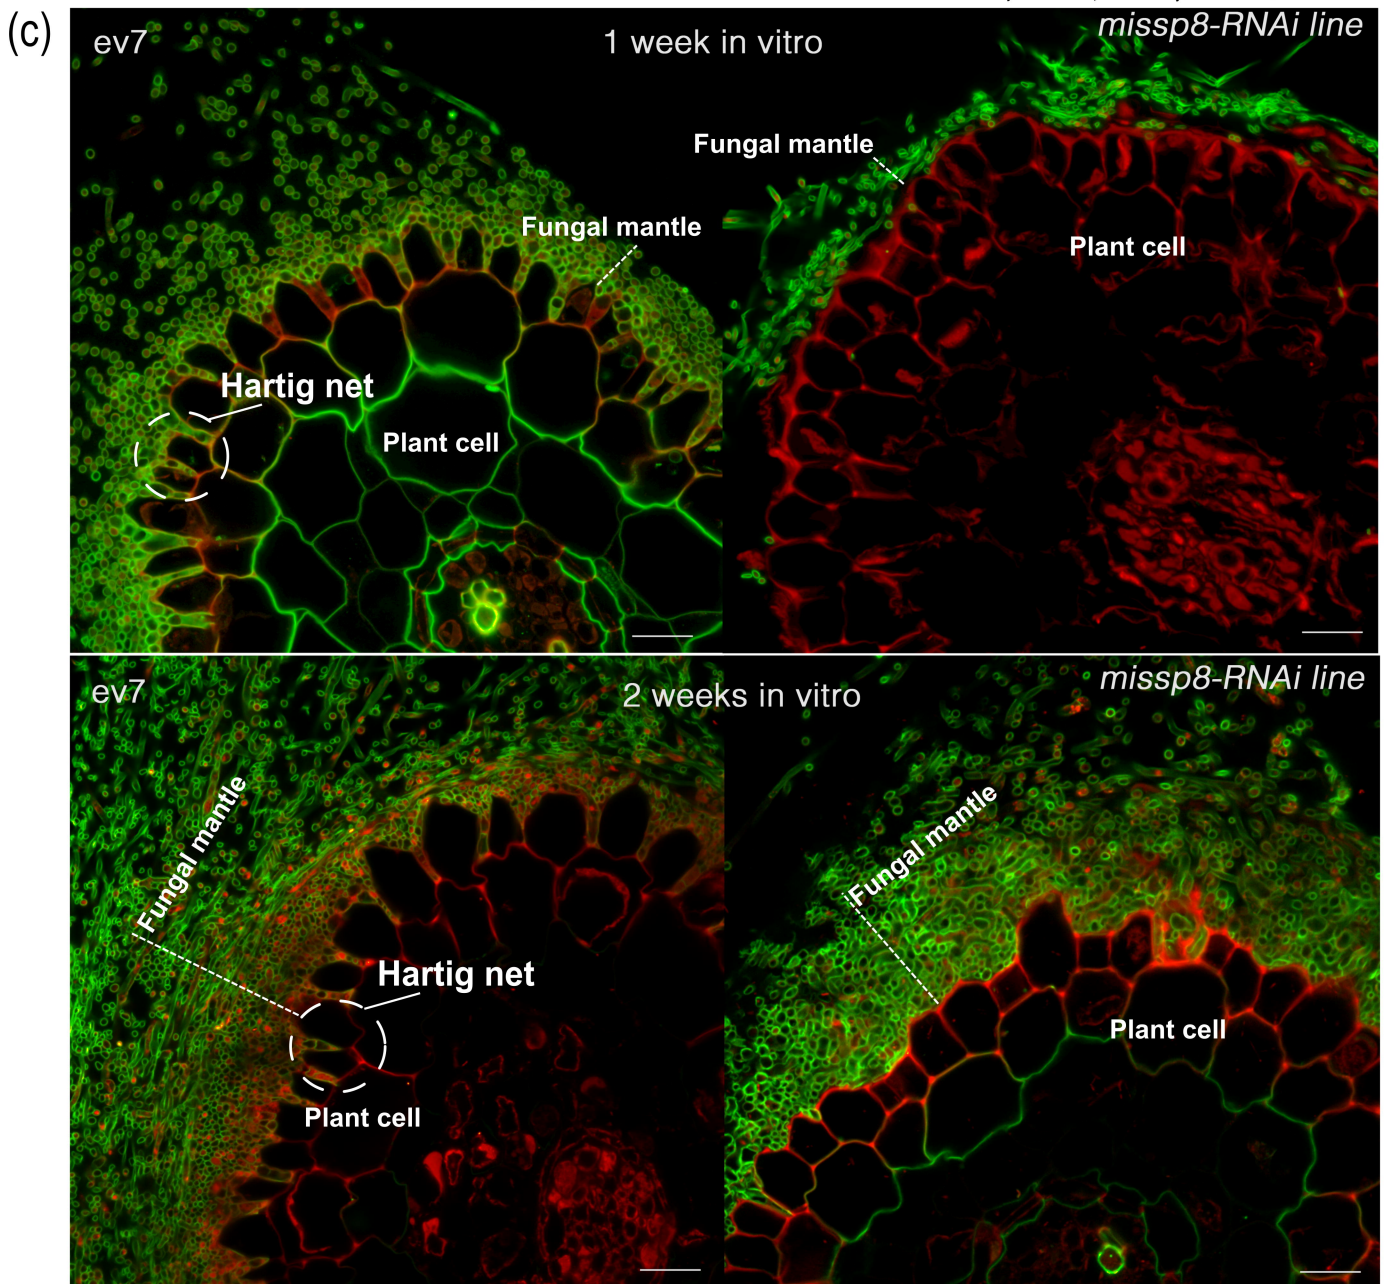 (c)
ev7
1 week in vitro
missp8-RNAi line
Fungal mantle
Fungal mantle
Plant cell
Hartig net
Plant cell
ev7
2 weeks in vitro
missp8-RNAi line
Fungal mantle
Fungal mantle
Hartig net
Plant cell
Plant cell